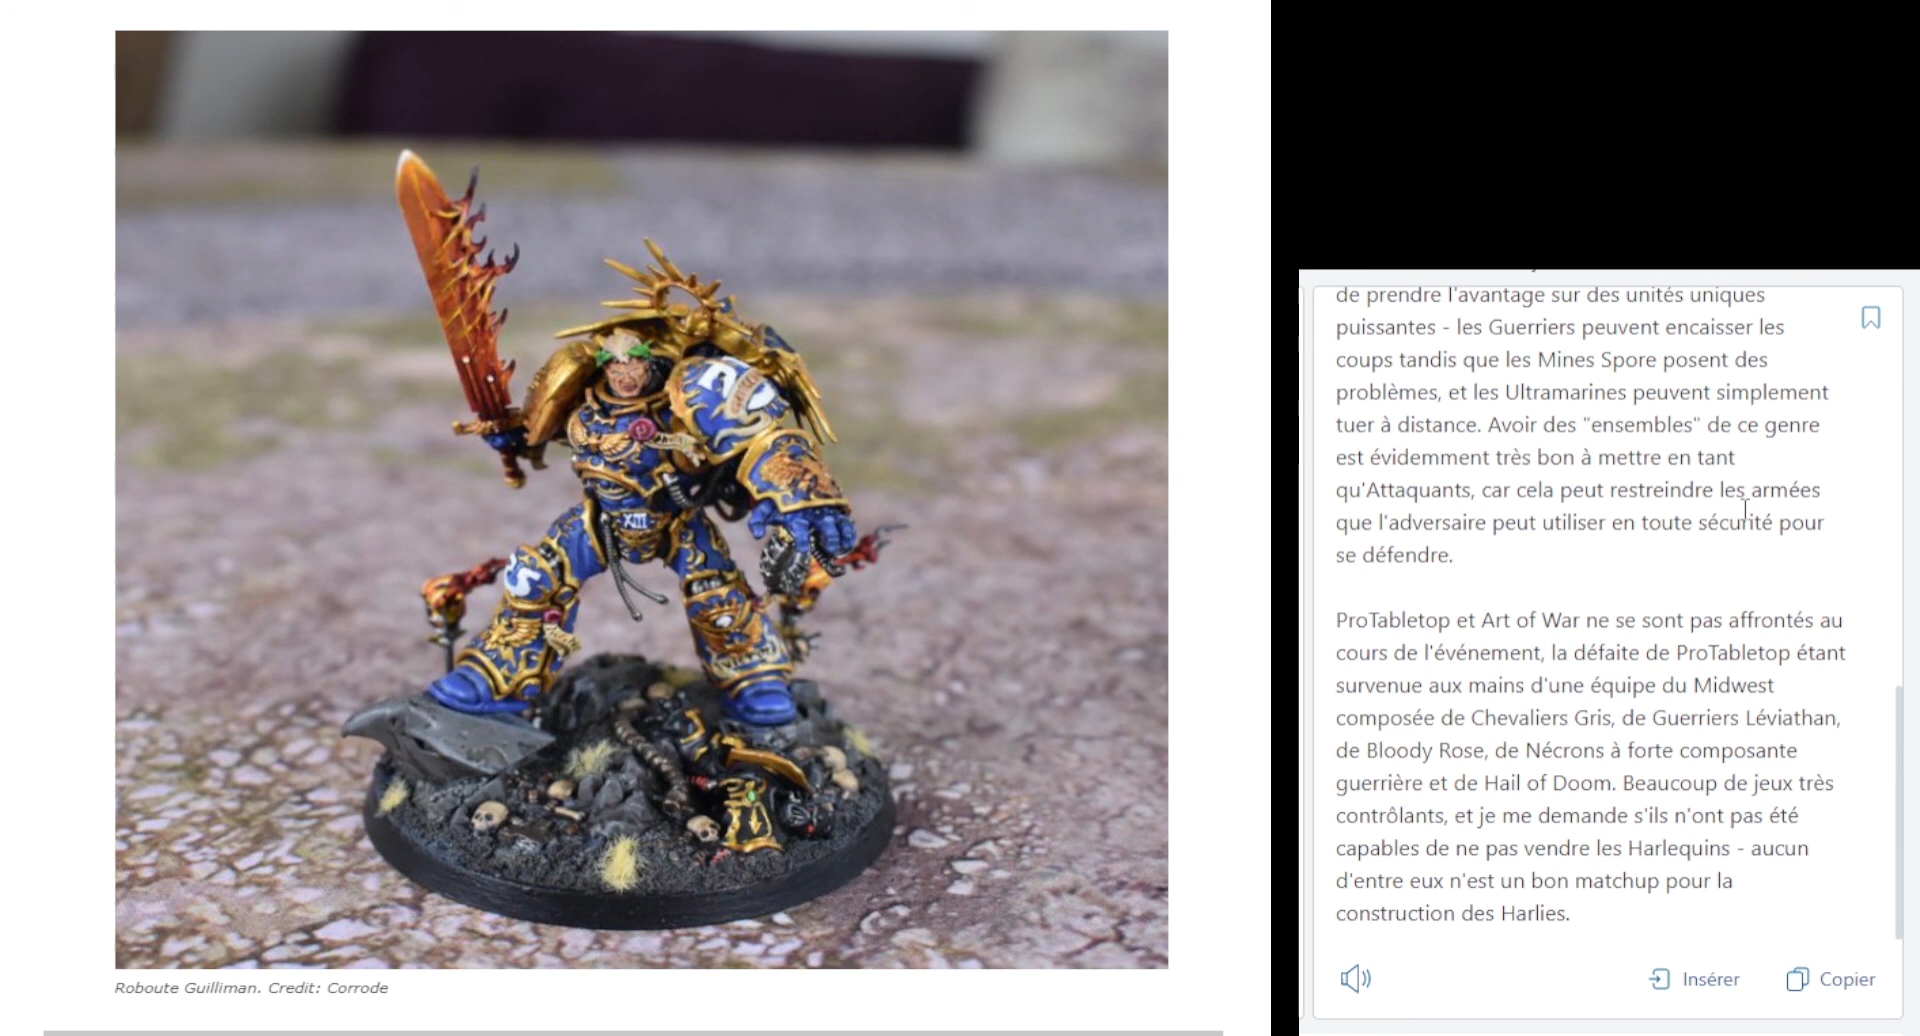 XIII
Roboute Guilliman. Credit: Corrode
de prendre l'avantage sur des unités uniques
puissantes - les Guerriers peuvent encaisser les
coups tandis que les Mines Spore posent des
problèmes, et les Ultramarines peuvent simplement
tuer à distance. Avoir des "ensembles" de ce genre
est évidemment très bon à mettre en tant
qu'Attaquants, car cela peut restreindre les armées
que l'adversaire peut utiliser en toute sécurité pour
se défendre.
ProTabletop et Art of War ne se sont pas affrontés au
cours de l'événement, la défaite de ProTabletop étant
survenue aux mains d'une équipe du Midwest
composée de Chevaliers Gris, de Guerriers Léviathan,
de Bloody Rose, de Nécrons à forte composante
guerrière et de Hail of Doom. Beaucoup de jeux très
contrôlants, et je me demande s'ils n'ont pas été
capables de ne pas vendre les Harlequins - aucun
d'entre eux n'est un bon matchup pour la
construction des Harlies.
Insérer
Copier